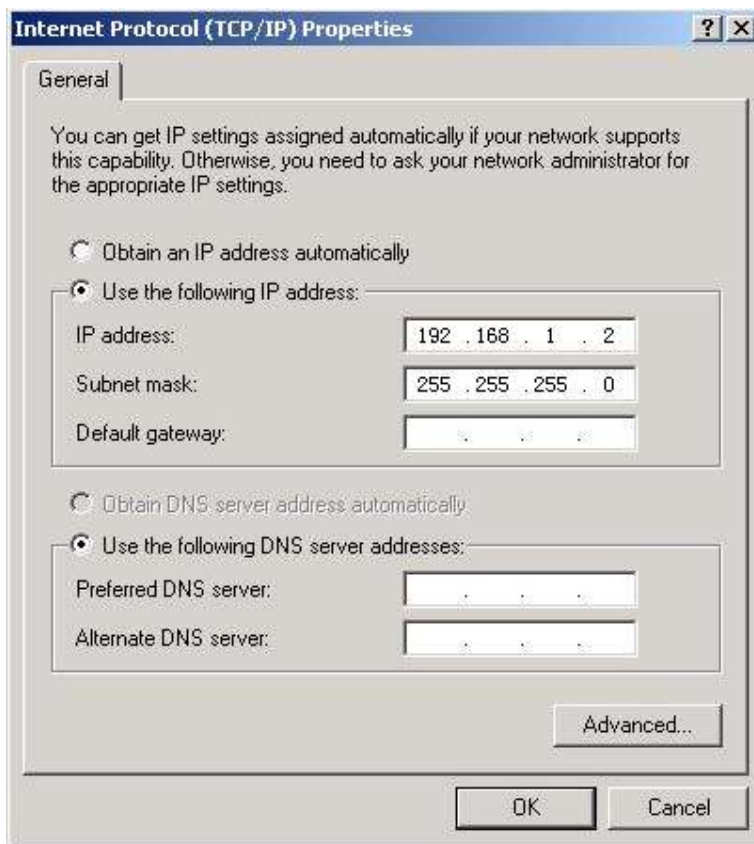 Internet Protocol (TCP/IP) Properties
General
You can get IP settings assigned automatically if your network supports
this capability. Otherwise, you need to ask your network administrator for
the appropriate IP settings.
Obtain an IP address automatically
Use the following IP address:
IP address: 192 . 168 . 1 . 2
Subnet mask: 255 . 255 . 255 . 0
Default gateway: . . .
Obtain DNS server address automatically
Use the following DNS server addresses:
Preferred DNS server: . . .
Alternate DNS server: . . .
Advanced...
OK Cancel